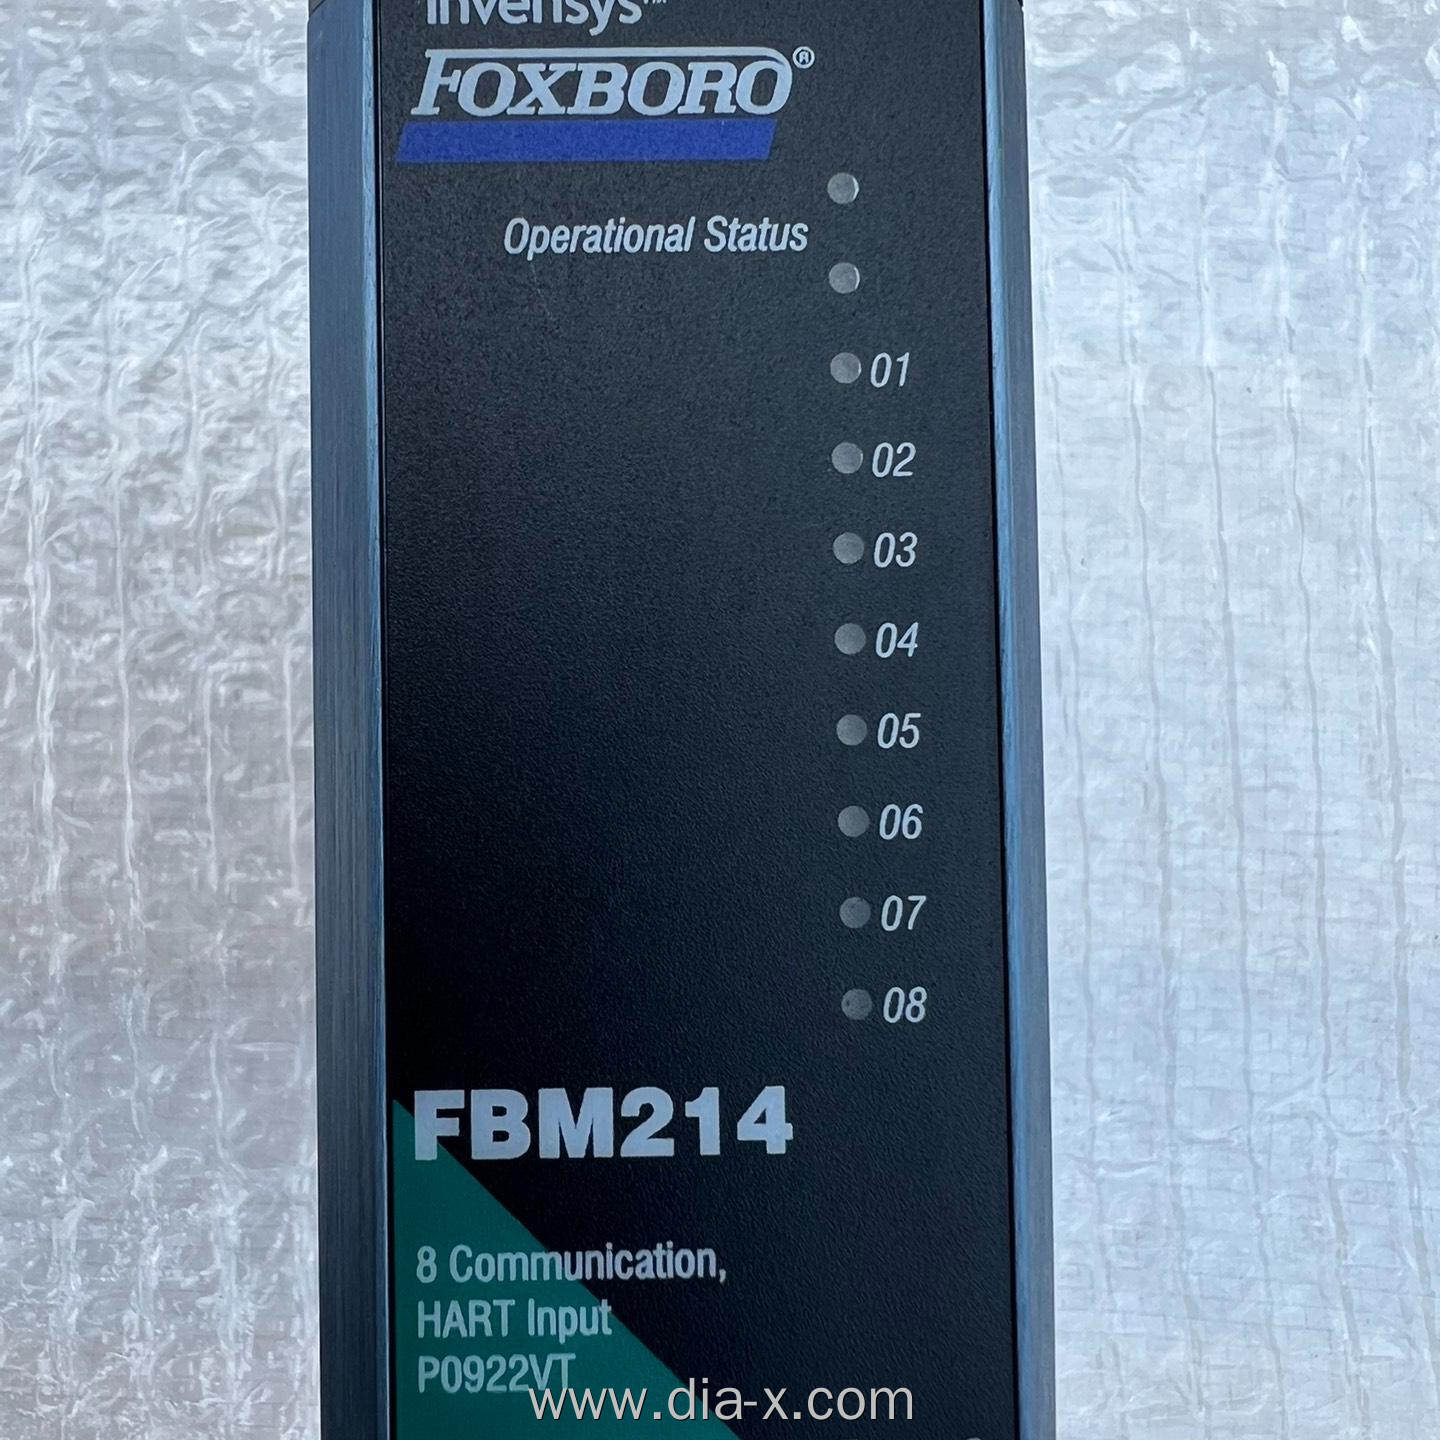 invensys™
FOXBORO®
Operational Status
01
02
03
04
05
06
07
08
FBM214
8 Communication,
HART Input
P0922VT
www.dia-x.com